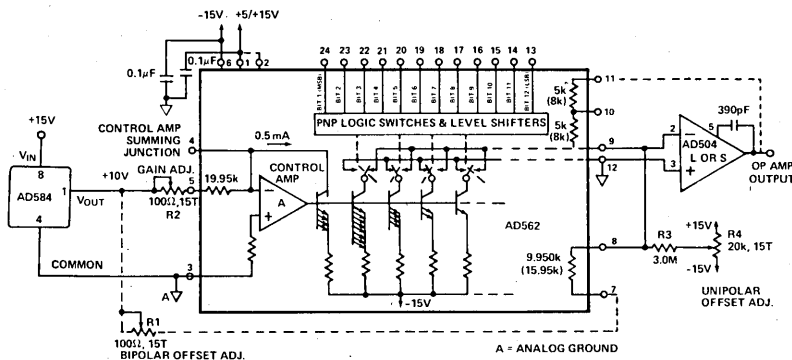 -15V +5/+15V
0.1μF
0.1μF 6 1 2
24 23 22 21 20 19 18 17 16 15 14 13
BIT 1 (MSB) BIT 2 BIT 3 BIT 4 BIT 5 BIT 6 BIT 7 BIT 8 BIT 9 BIT 10 BIT 11 BIT 12 (LSB)
PNP LOGIC SWITCHES & LEVEL SHIFTERS
5k
(8k)
11
10
5k
(8k)
9
12
390pF
2 5
AD504
L OR S
3
OP AMP
OUTPUT
+15V
VIN
8
AD584
1
VOUT
4
+10V
CONTROL AMP
SUMMING
JUNCTION
4
0.5mA
GAIN ADJ.
5
100Ω, 15T
R2
19.95k
CONTROL
AMP
A
- +
AD562
COMMON
3
A
-15V
9.950k
(15.95k)
8
7
R3
3.0M
+15V
R4
20k, 15T
-15V
UNIPOLAR
OFFSET ADJ.
R1
100Ω, 15T
BIPOLAR OFFSET ADJ.
A = ANALOG GROUND